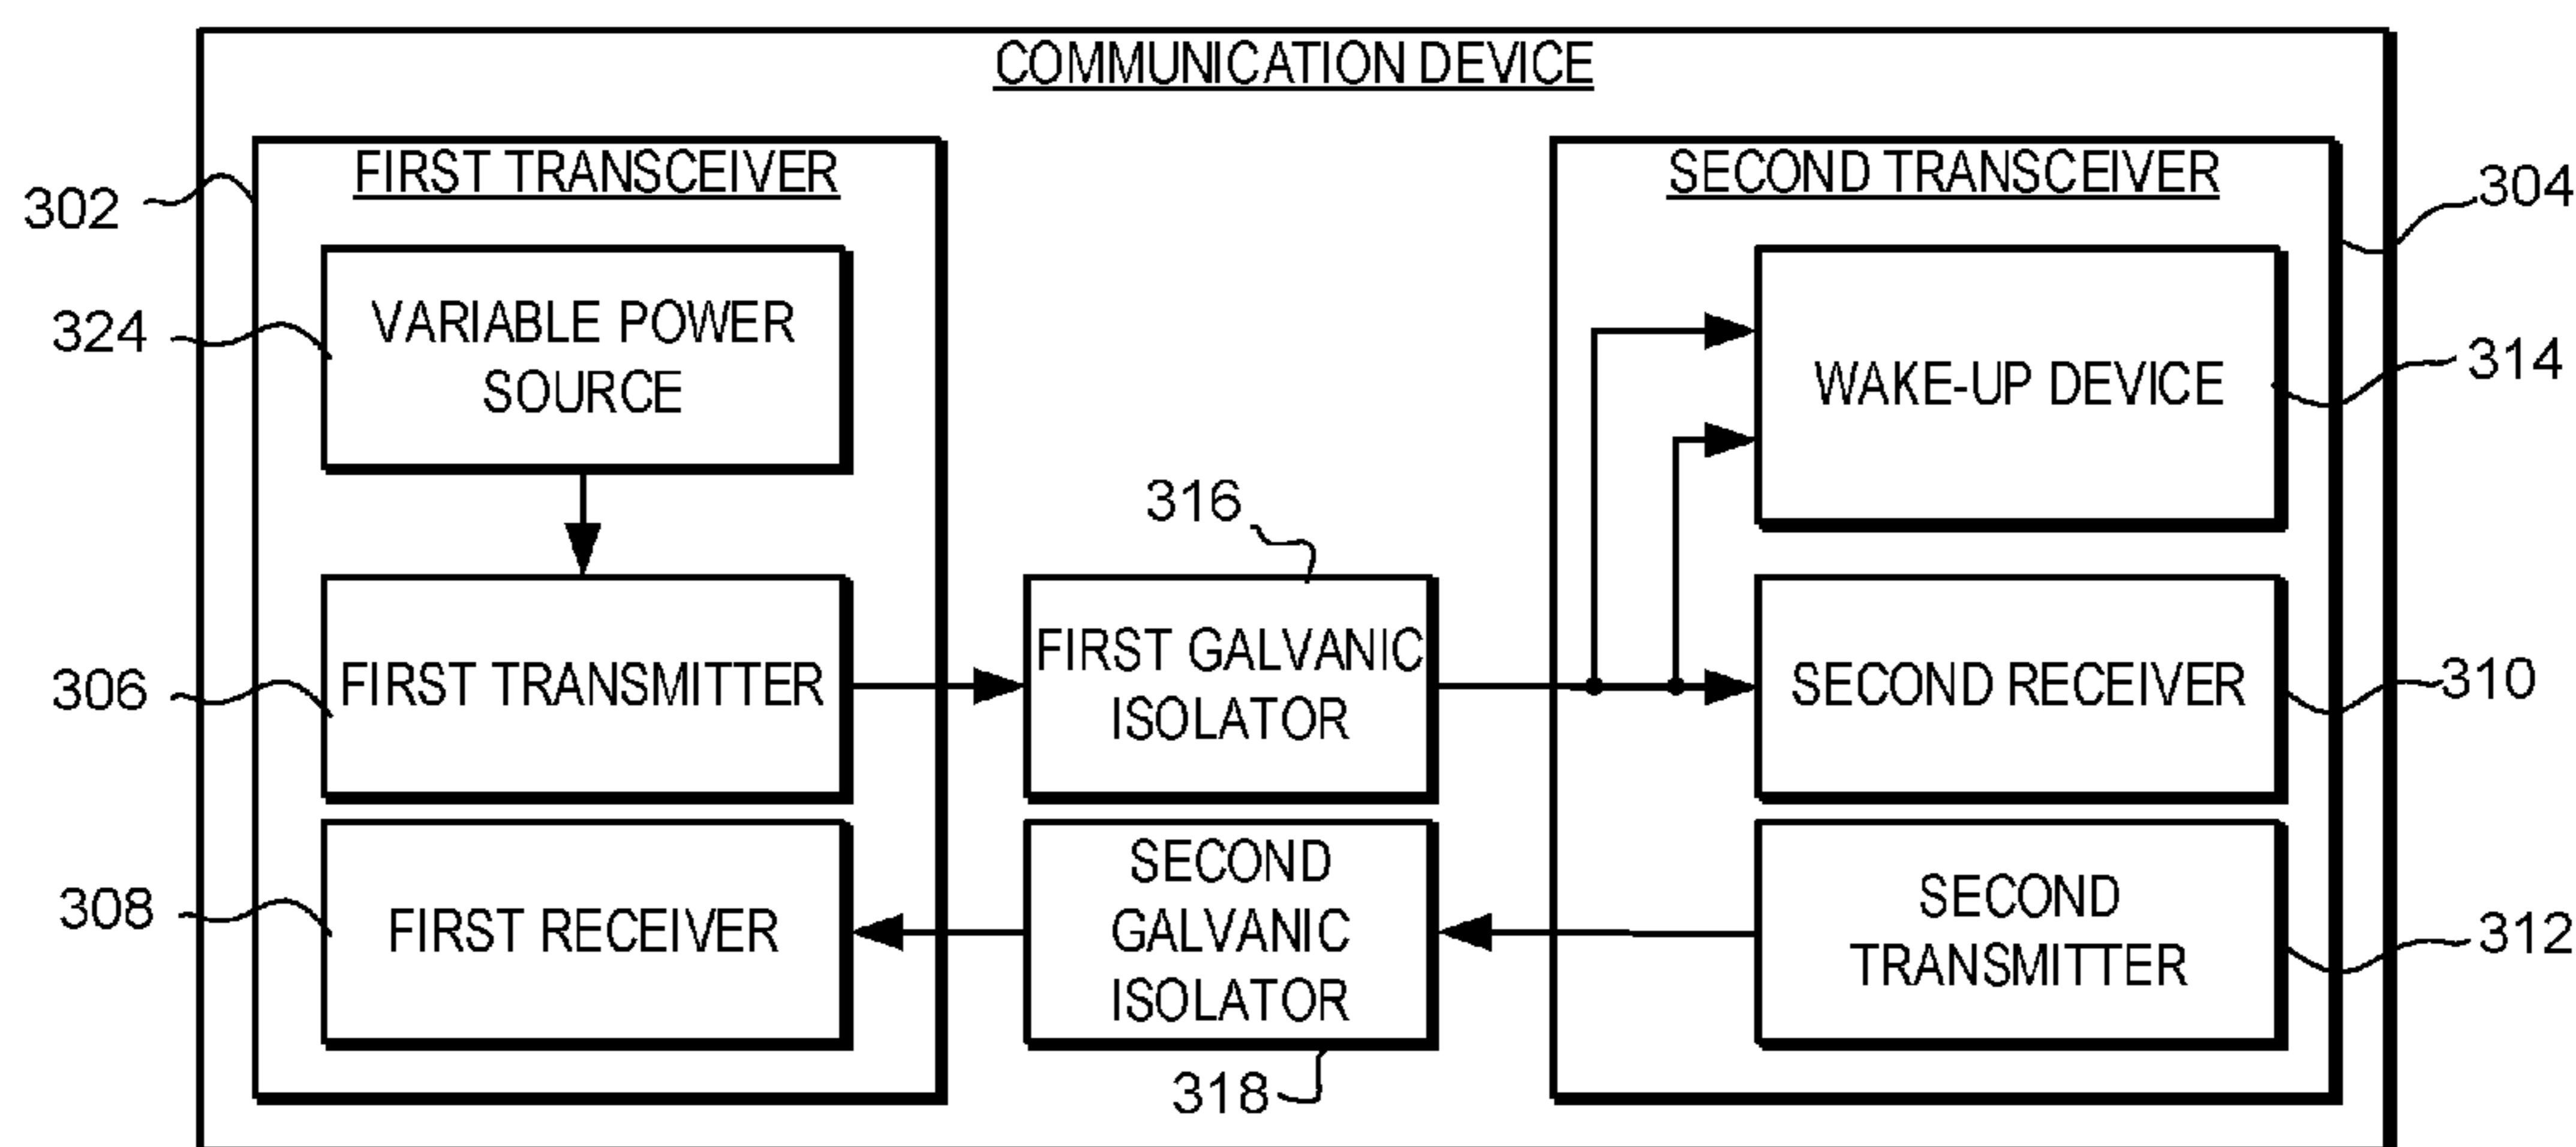 COMMUNICATION DEVICE
FIRST TRANSCEIVER
SECOND TRANSCEIVER
302
304
324
VARIABLE POWER
SOURCE
WAKE-UP DEVICE
314
316
306
FIRST TRANSMITTER
FIRST GALVANIC
ISOLATOR
SECOND RECEIVER
310
308
FIRST RECEIVER
SECOND
GALVANIC
ISOLATOR
SECOND
TRANSMITTER
312
318